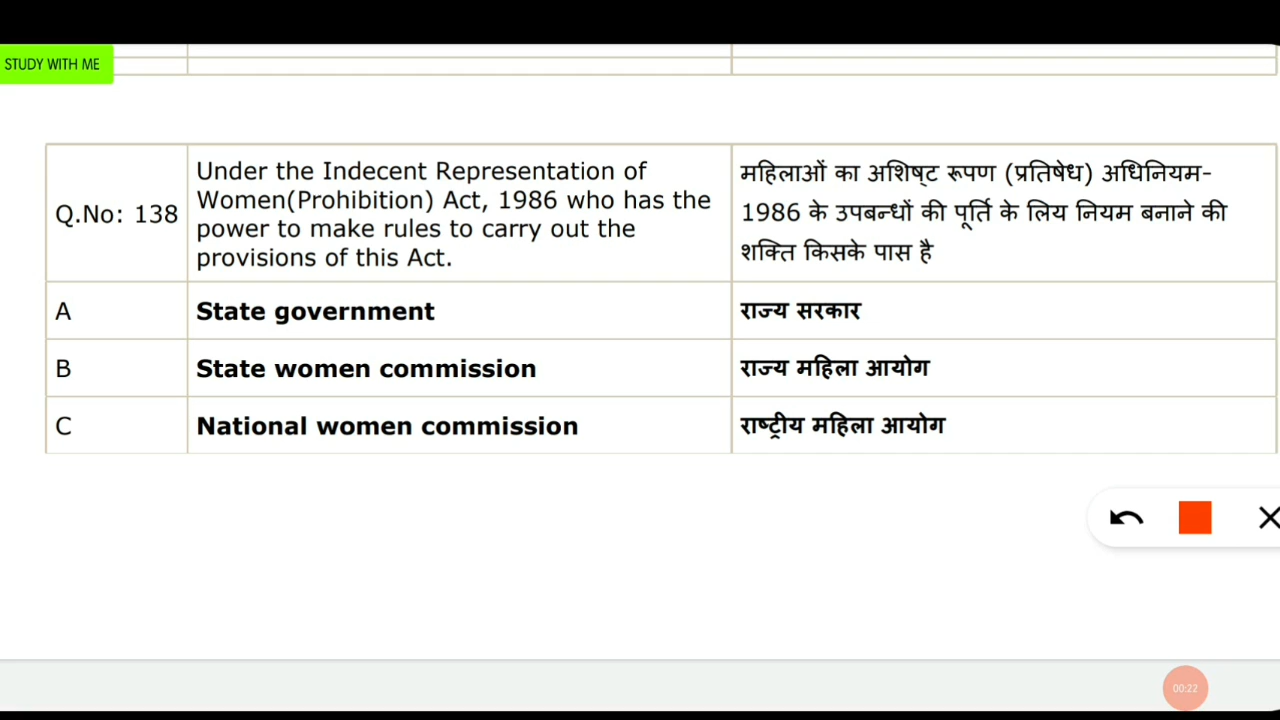 STUDY WITH ME
Q.No: 138
Under the Indecent Representation of
Women(Prohibition) Act, 1986 who has the
power to make rules to carry out the
provisions of this Act.
महिलाओं का अशिष्ट रूपण (प्रतिषेध) अधिनियम-
1986 के उपबन्धों की पूर्ति के लिय नियम बनाने की
शक्ति किसके पास है
A
State government
राज्य सरकार
B
State women commission
राज्य महिला आयोग
C
National women commission
राष्ट्रीय महिला आयोग
00:22